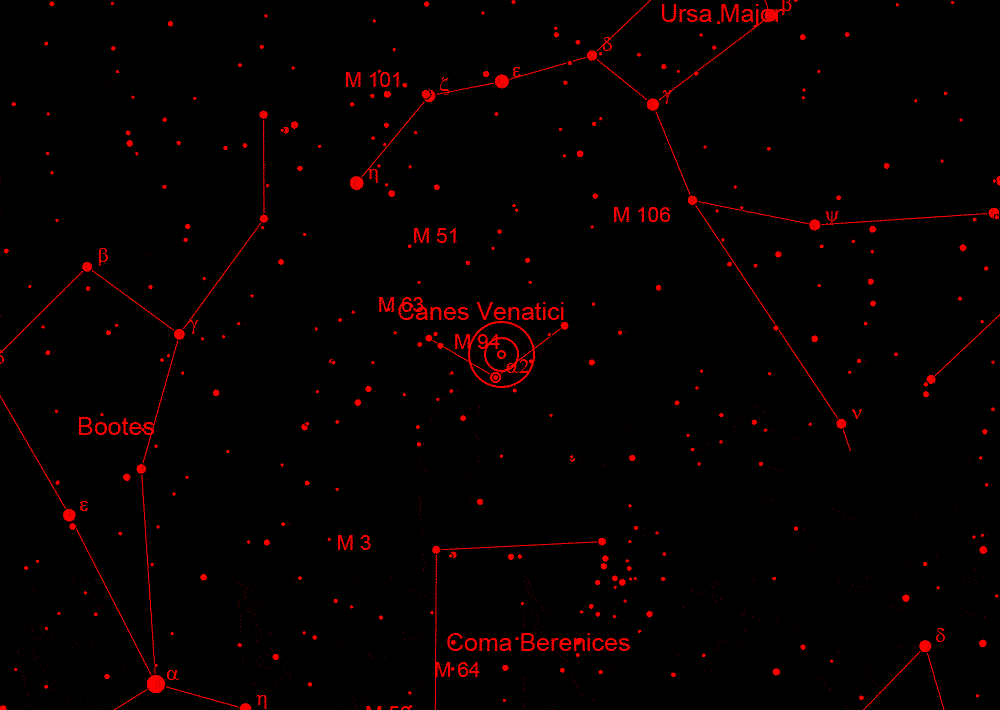 Ursa Major
β
δ
M 101
ζ
ε
γ
η
M 106
ψ
M 51
β
M 63
Canes Venatici
γ
M 94
α2
δ
ν
Bootes
ε
M 3
Coma Berenices
δ
M 64
α
η